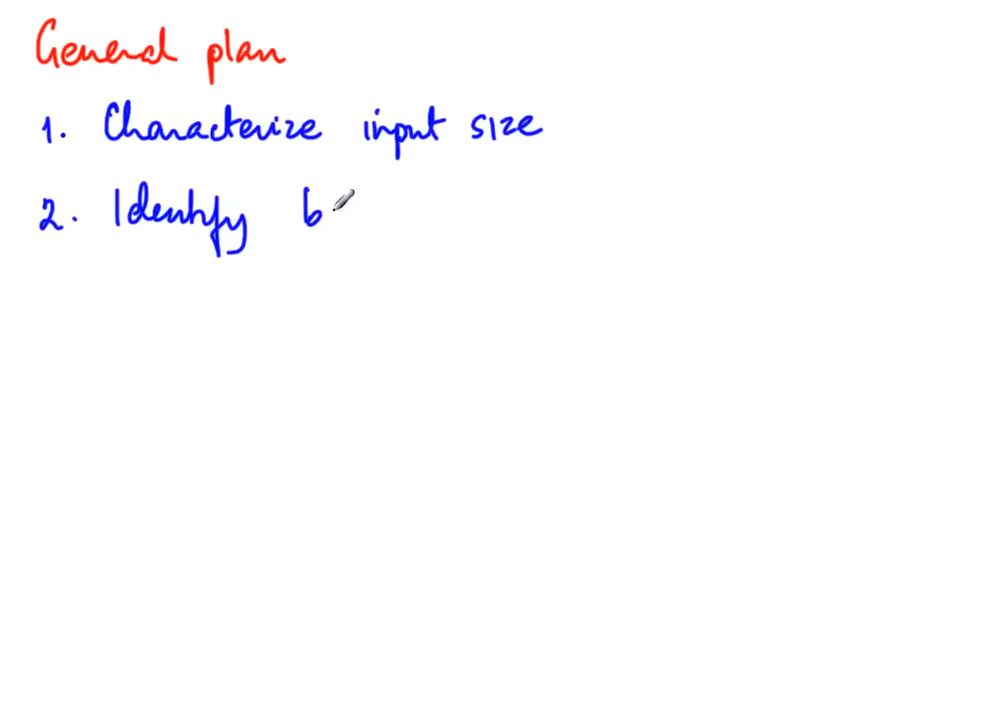 General plan
1. Characterize input size
2. Identify b